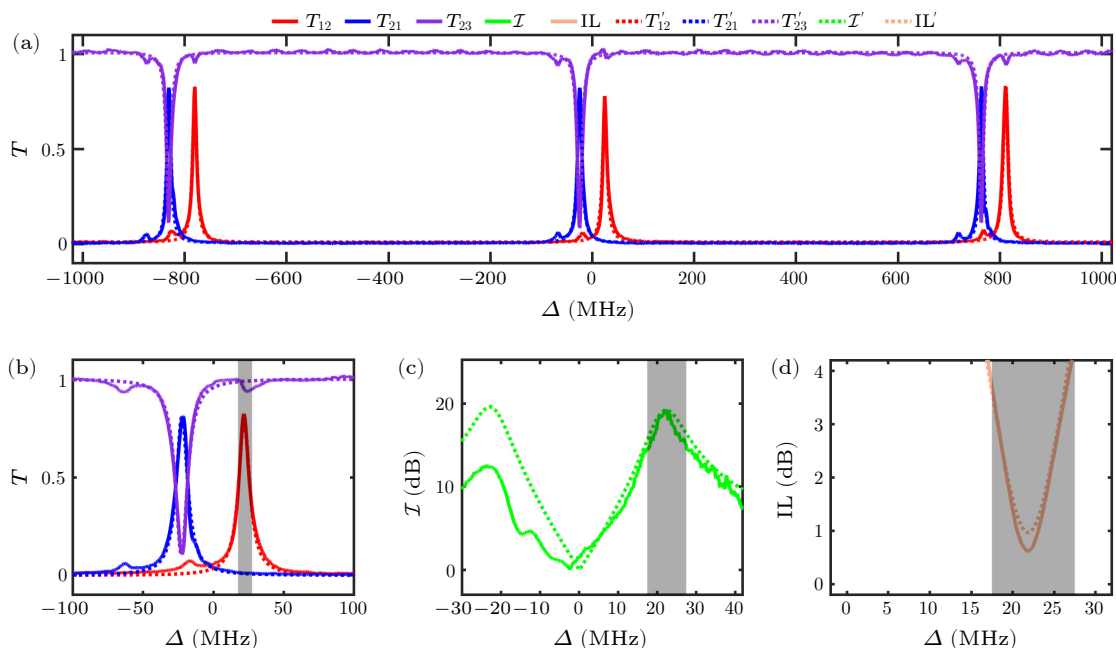 T₁₂ T₂₁ T₂₃ ℐ IL T′₁₂ T′₂₁ T′₂₃ ℐ′ IL′
(a)
1
0.5
0
T
−1000 −800 −600 −400 −200 0 200 400 600 800 1000
Δ (MHz)
(b)
1
0.5
0
T
−100 −50 0 50 100
Δ (MHz)
(c)
20
10
0
ℐ (dB)
−30 −20 −10 0 10 20 30 40
Δ (MHz)
(d)
4
3
2
1
0
IL (dB)
0 5 10 15 20 25 30
Δ (MHz)